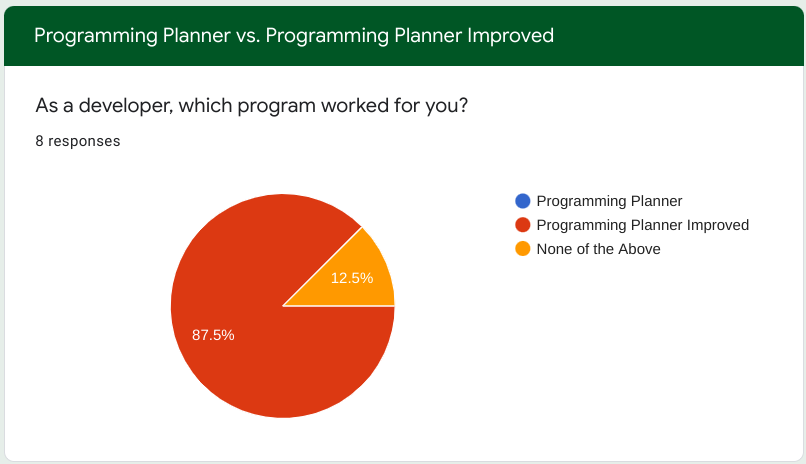 Programming Planner vs. Programming Planner Improved
As a developer, which program worked for you?
8 responses
Programming Planner
Programming Planner Improved
None of the Above
12.5%
87.5%